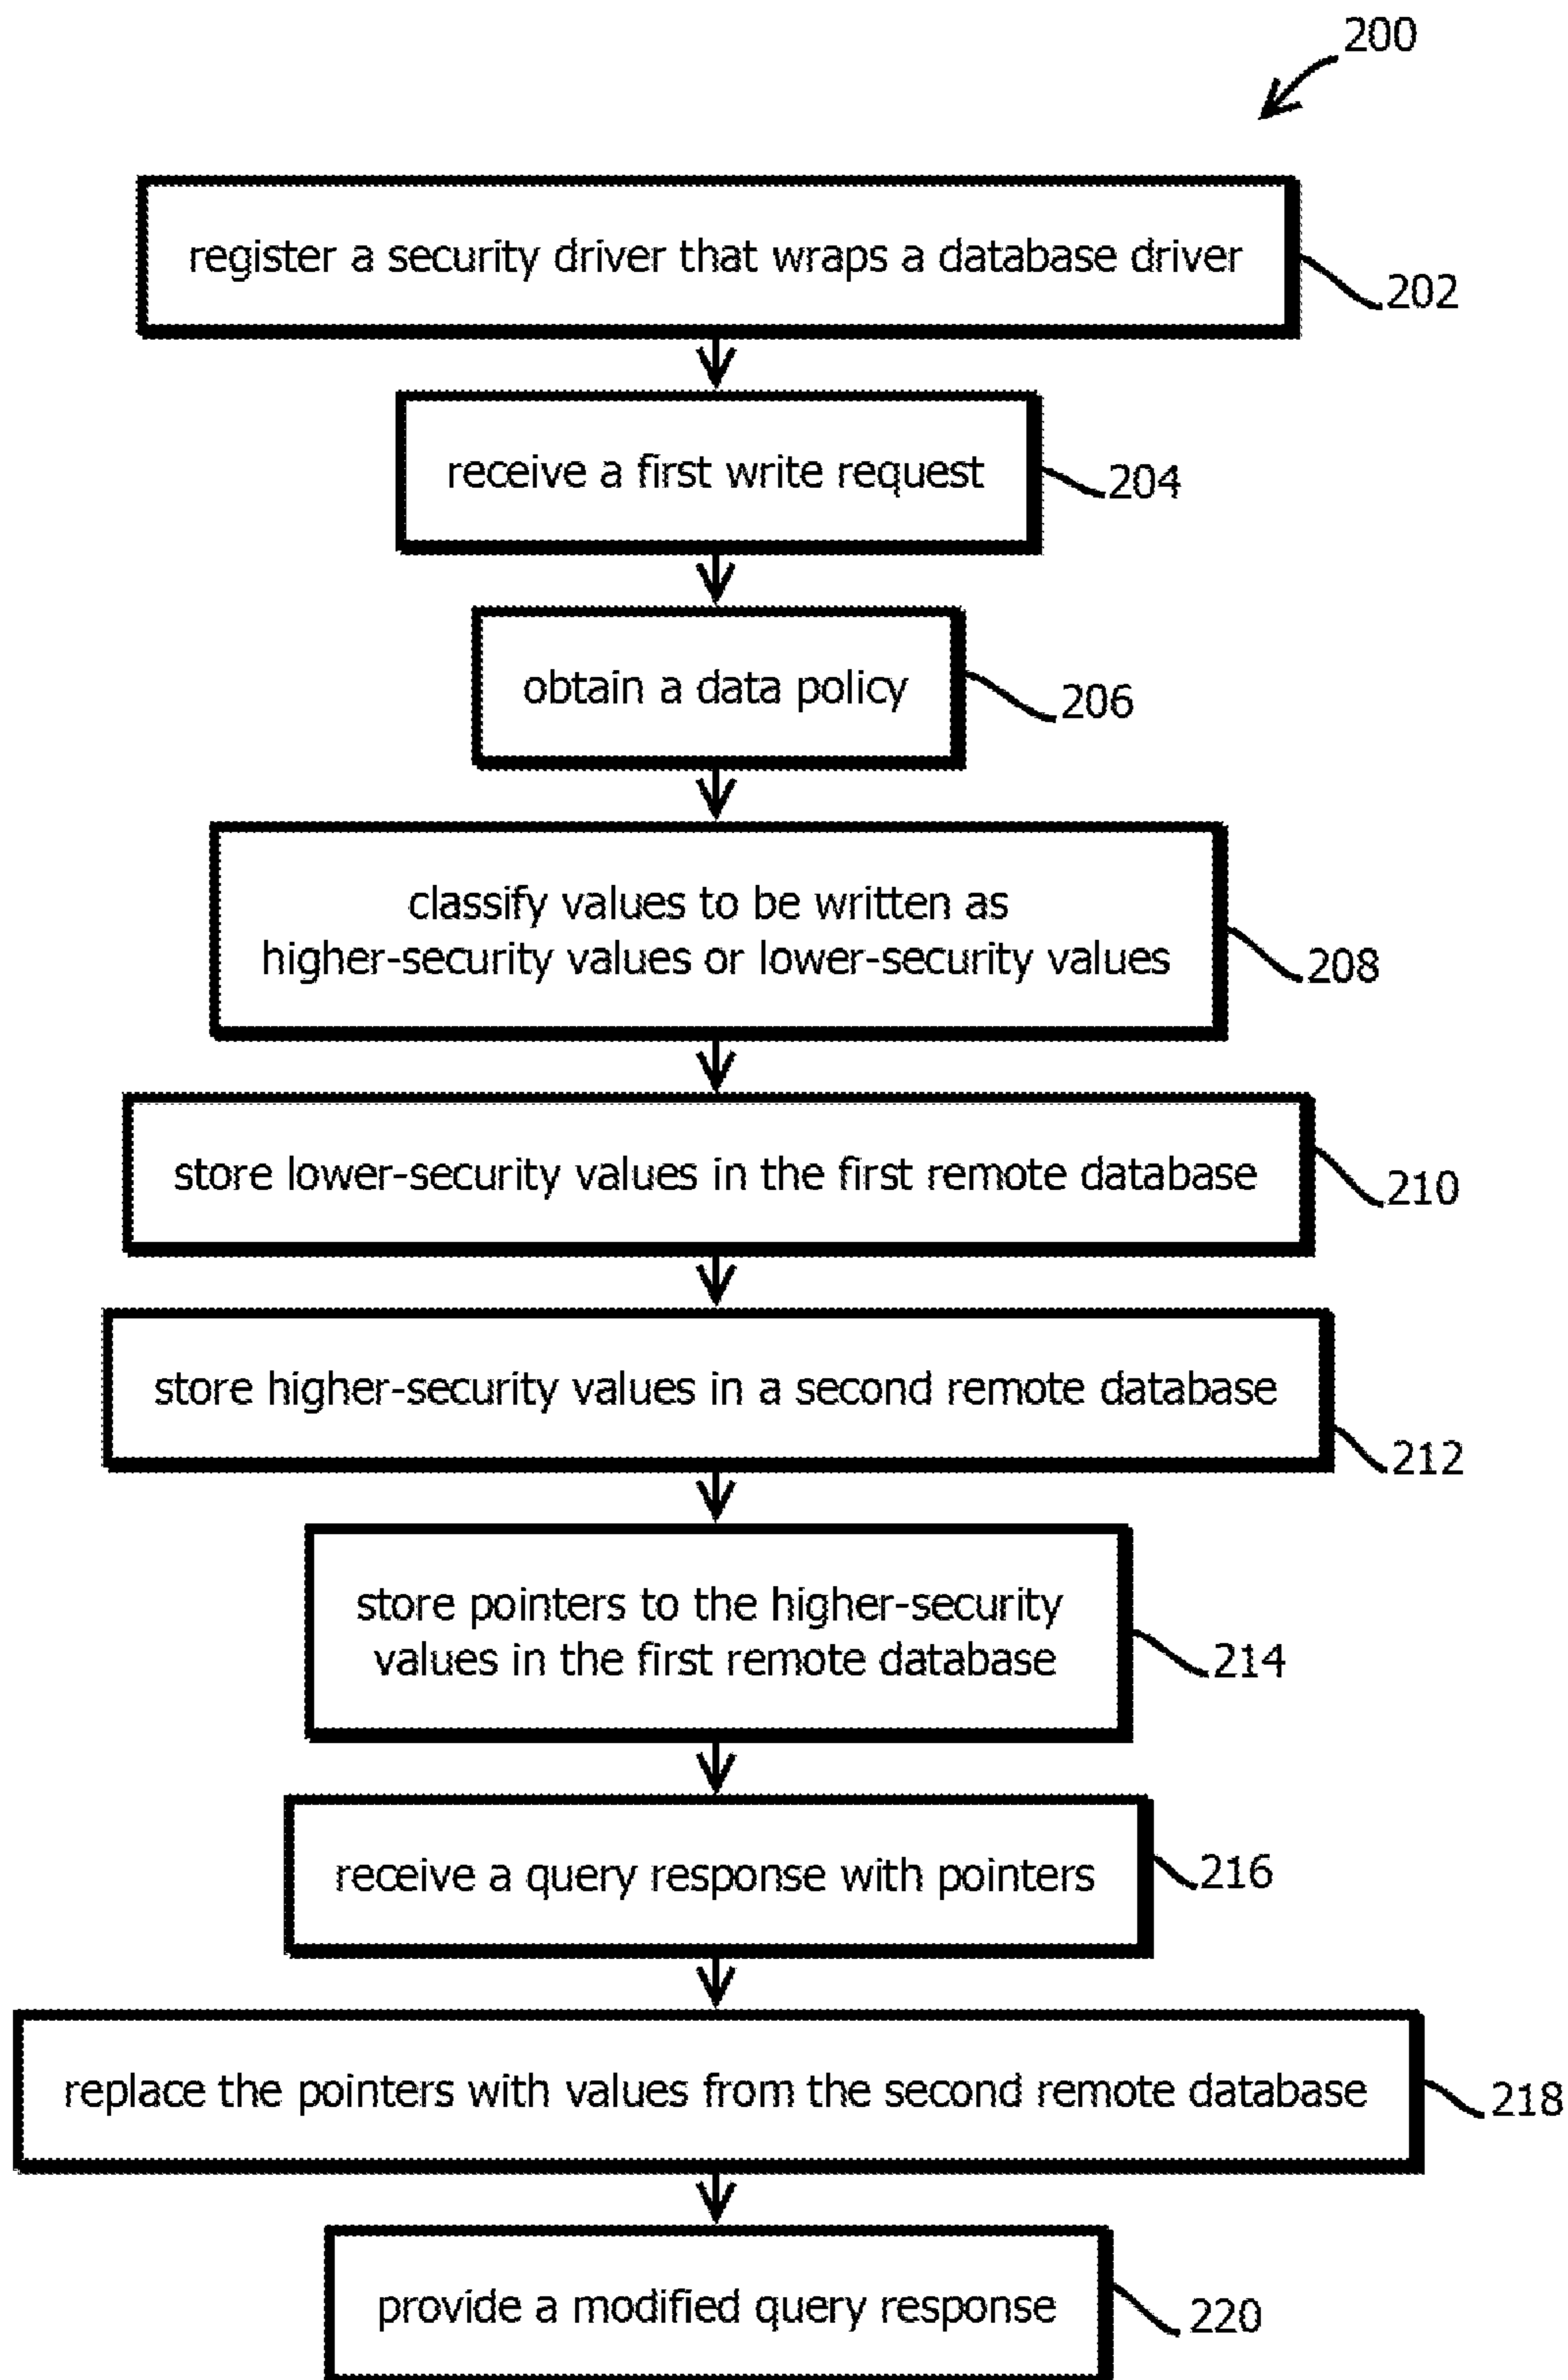 200
register a security driver that wraps a database driver
202
receive a first write request
204
obtain a data policy
206
classify values to be written as
higher-security values or lower-security values
208
store lower-security values in the first remote database
210
store higher-security values in a second remote database
212
store pointers to the higher-security
values in the first remote database
214
receive a query response with pointers
216
replace the pointers with values from the second remote database
218
provide a modified query response
220